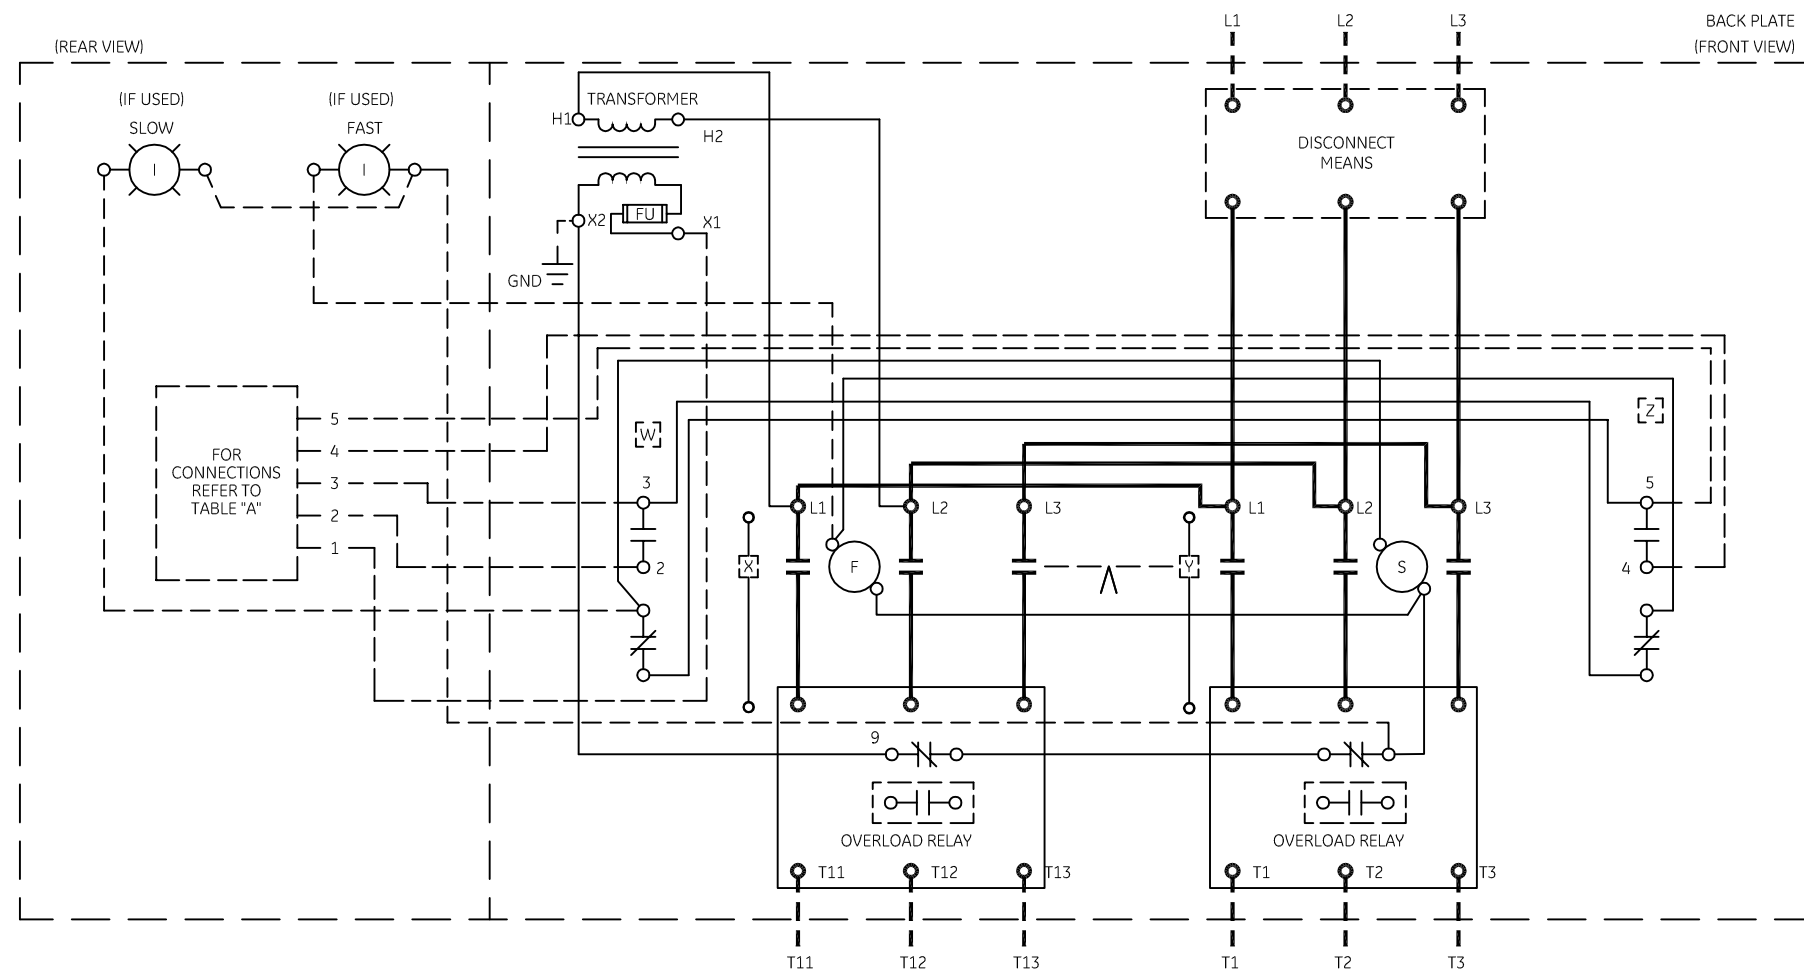 L1 L2 L3 BACK PLATE
(REAR VIEW) (FRONT VIEW)
(IF USED) (IF USED)
SLOW FAST
TRANSFORMER
H1
H2
DISCONNECT
MEANS
I I
FU
X2 X1
GND
5
4
3
2
1
FOR
CONNECTIONS
REFER TO
TABLE "A"
W
Z
3
2
5
4
L1 L2 L3 L1 L2 L3
X F Y S
9
OVERLOAD RELAY OVERLOAD RELAY
T11 T12 T13 T1 T2 T3
T11 T12 T13 T1 T2 T3